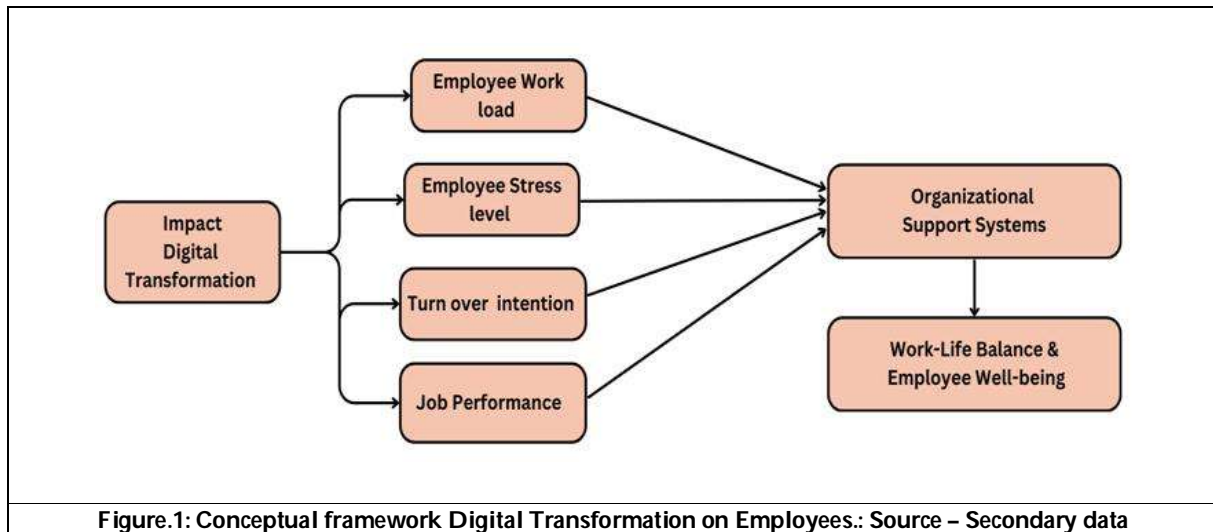 Impact
Digital
Transformation
Employee Work
load
Employee Stress
level
Turn over intention
Job Performance
Organizational
Support Systems
Work-Life Balance &
Employee Well-being
Figure.1: Conceptual framework Digital Transformation on Employees.: Source – Secondary data